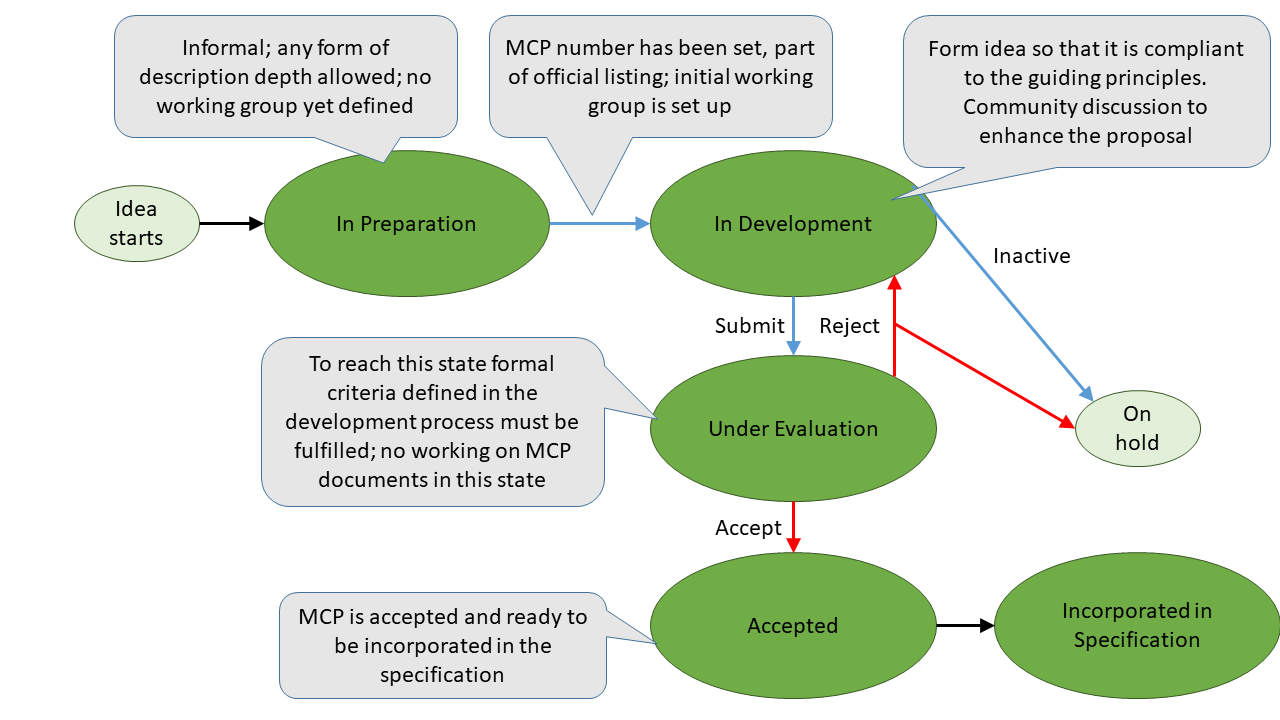 Informal; any form of
description depth allowed; no
working group yet defined
MCP number has been set, part
of official listing; initial working
group is set up
Form idea so that it is compliant
to the guiding principles.
Community discussion to
enhance the proposal
Idea
starts
In Preparation
In Development
Inactive
Submit
Reject
To reach this state formal
criteria defined in the
development process must be
fulfilled; no working on MCP
documents in this state
Under Evaluation
On
hold
Accept
MCP is accepted and ready to
be incorporated in the
specification
Accepted
Incorporated in
Specification